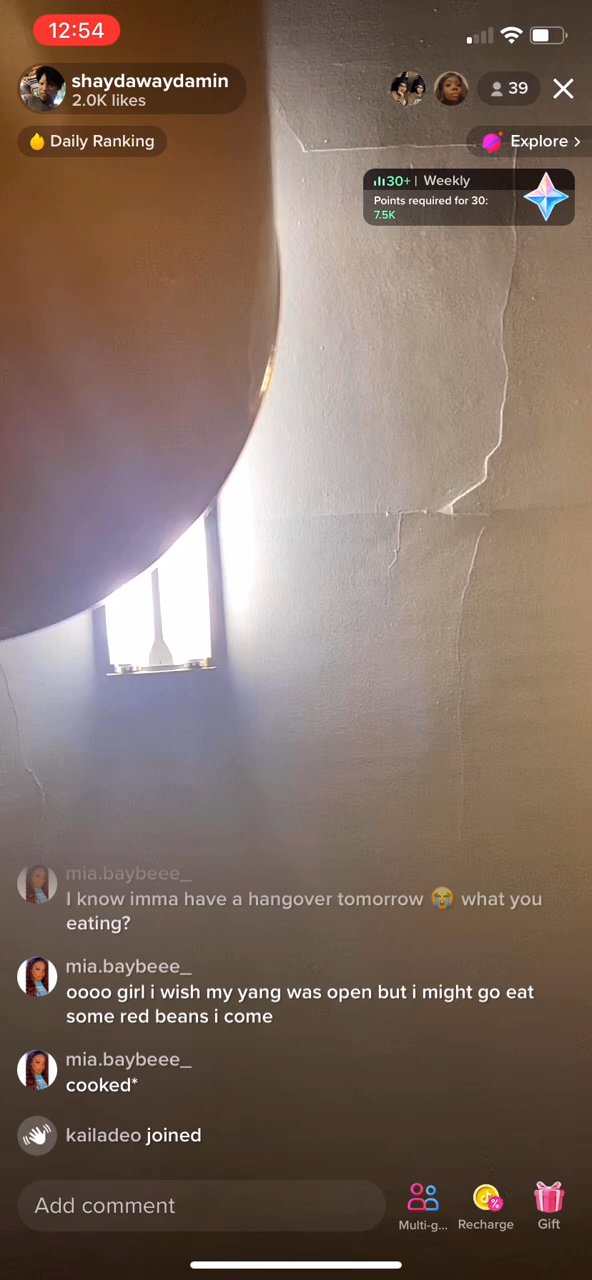 12:54
shaydawaydamin
2.0K likes
39
Daily Ranking
Explore >
30+ | Weekly
Points required for 30:
7.5K
mia.baybeee_
I know imma have a hangover tomorrow 😭 what you
eating?
mia.baybeee_
oooo girl i wish my yang was open but i might go eat
some red beans i come
mia.baybeee_
cooked*
kailadeo joined
Add comment
Multi-g...
Recharge
Gift